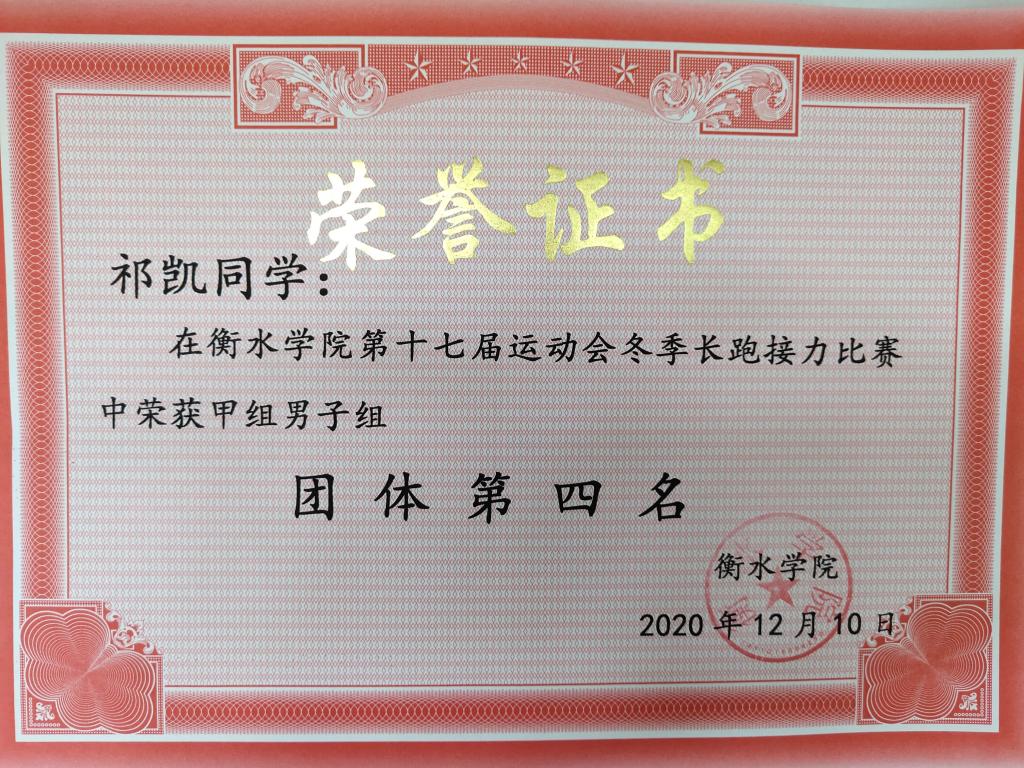 荣誉证书
祁凯同学：
在衡水学院第十七届运动会冬季长跑接力比赛
中荣获甲组男子组
团体第四名
衡水学院
2020年12月10日